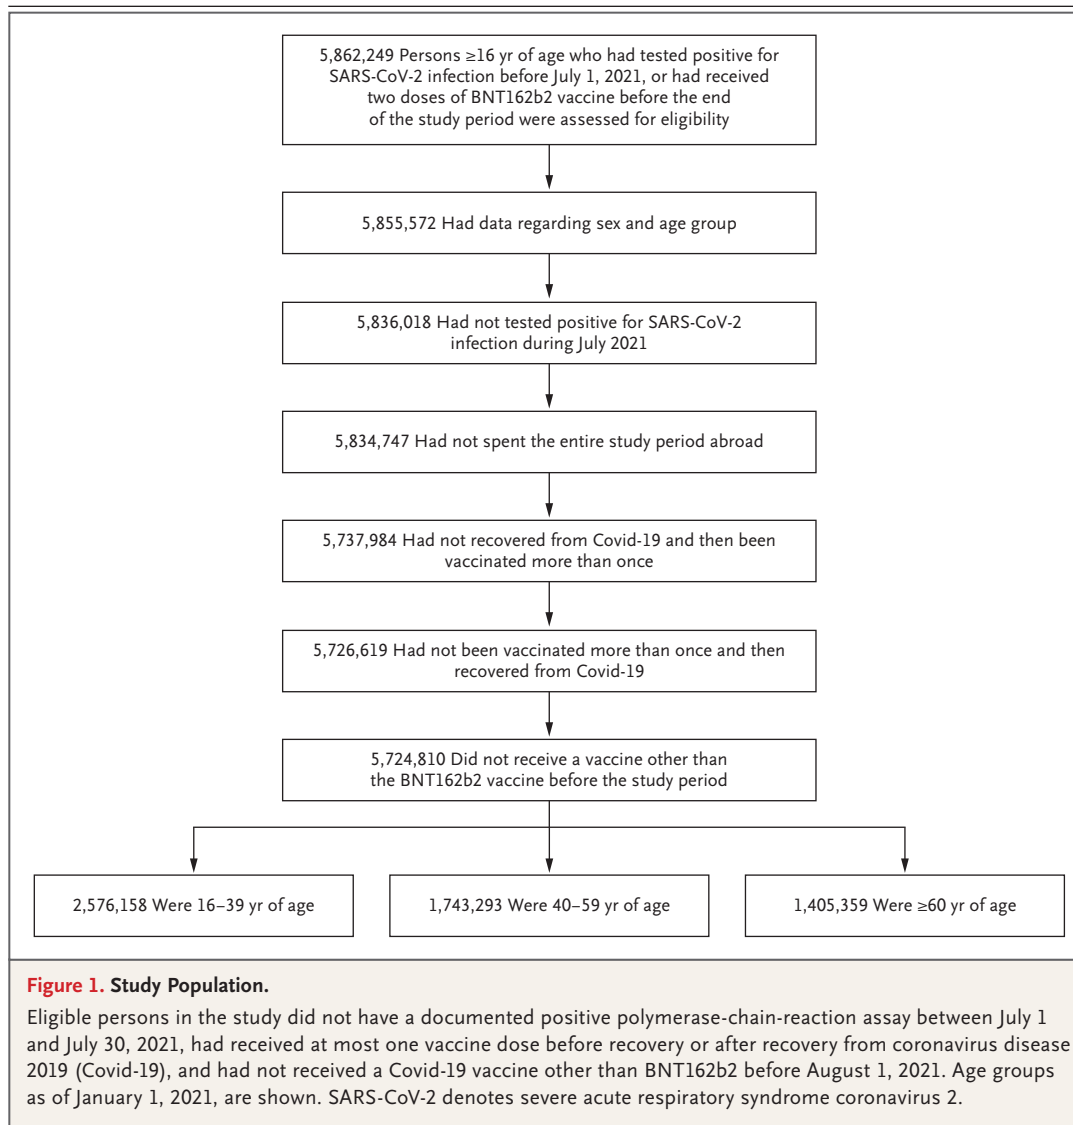 5,862,249 Persons ≥16 yr of age who had tested positive for
SARS-CoV-2 infection before July 1, 2021, or had received
two doses of BNT162b2 vaccine before the end
of the study period were assessed for eligibility
5,855,572 Had data regarding sex and age group
5,836,018 Had not tested positive for SARS-CoV-2
infection during July 2021
5,834,747 Had not spent the entire study period abroad
5,737,984 Had not recovered from Covid-19 and then been
vaccinated more than once
5,726,619 Had not been vaccinated more than once and then
recovered from Covid-19
5,724,810 Did not receive a vaccine other than
the BNT162b2 vaccine before the study period
2,576,158 Were 16–39 yr of age
1,743,293 Were 40–59 yr of age
1,405,359 Were ≥60 yr of age
Figure 1. Study Population.
Eligible persons in the study did not have a documented positive polymerase-chain-reaction assay between July 1
and July 30, 2021, had received at most one vaccine dose before recovery or after recovery from coronavirus disease
2019 (Covid-19), and had not received a Covid-19 vaccine other than BNT162b2 before August 1, 2021. Age groups
as of January 1, 2021, are shown. SARS-CoV-2 denotes severe acute respiratory syndrome coronavirus 2.